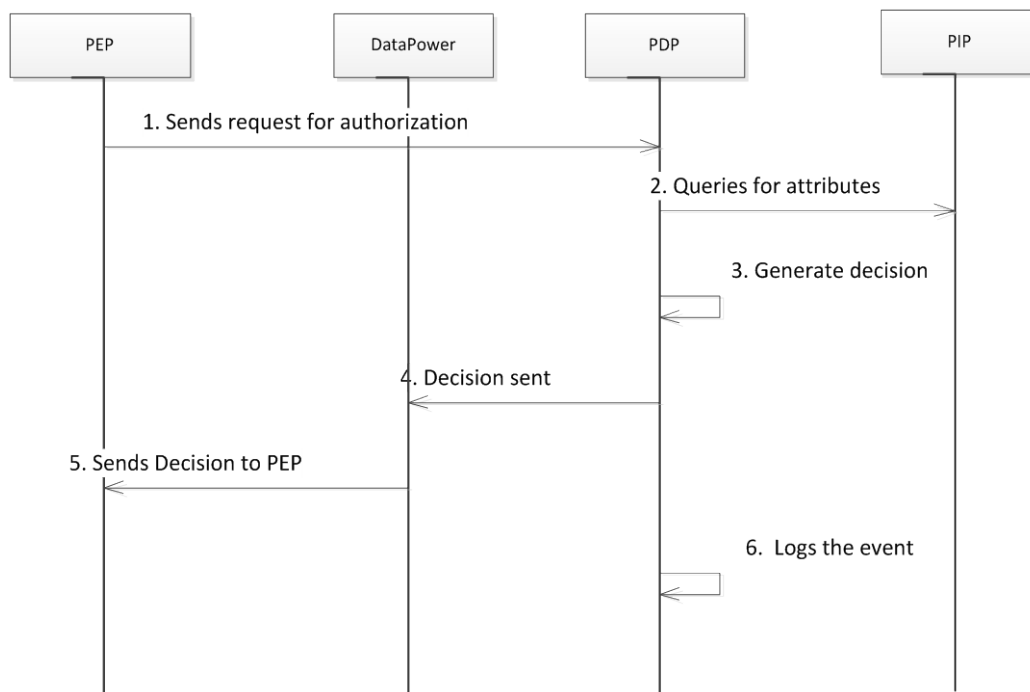 PEP
DataPower
PDP
PIP
1. Sends request for authorization
2. Queries for attributes
3. Generate decision
4. Decision sent
5. Sends Decision to PEP
6.  Logs the event